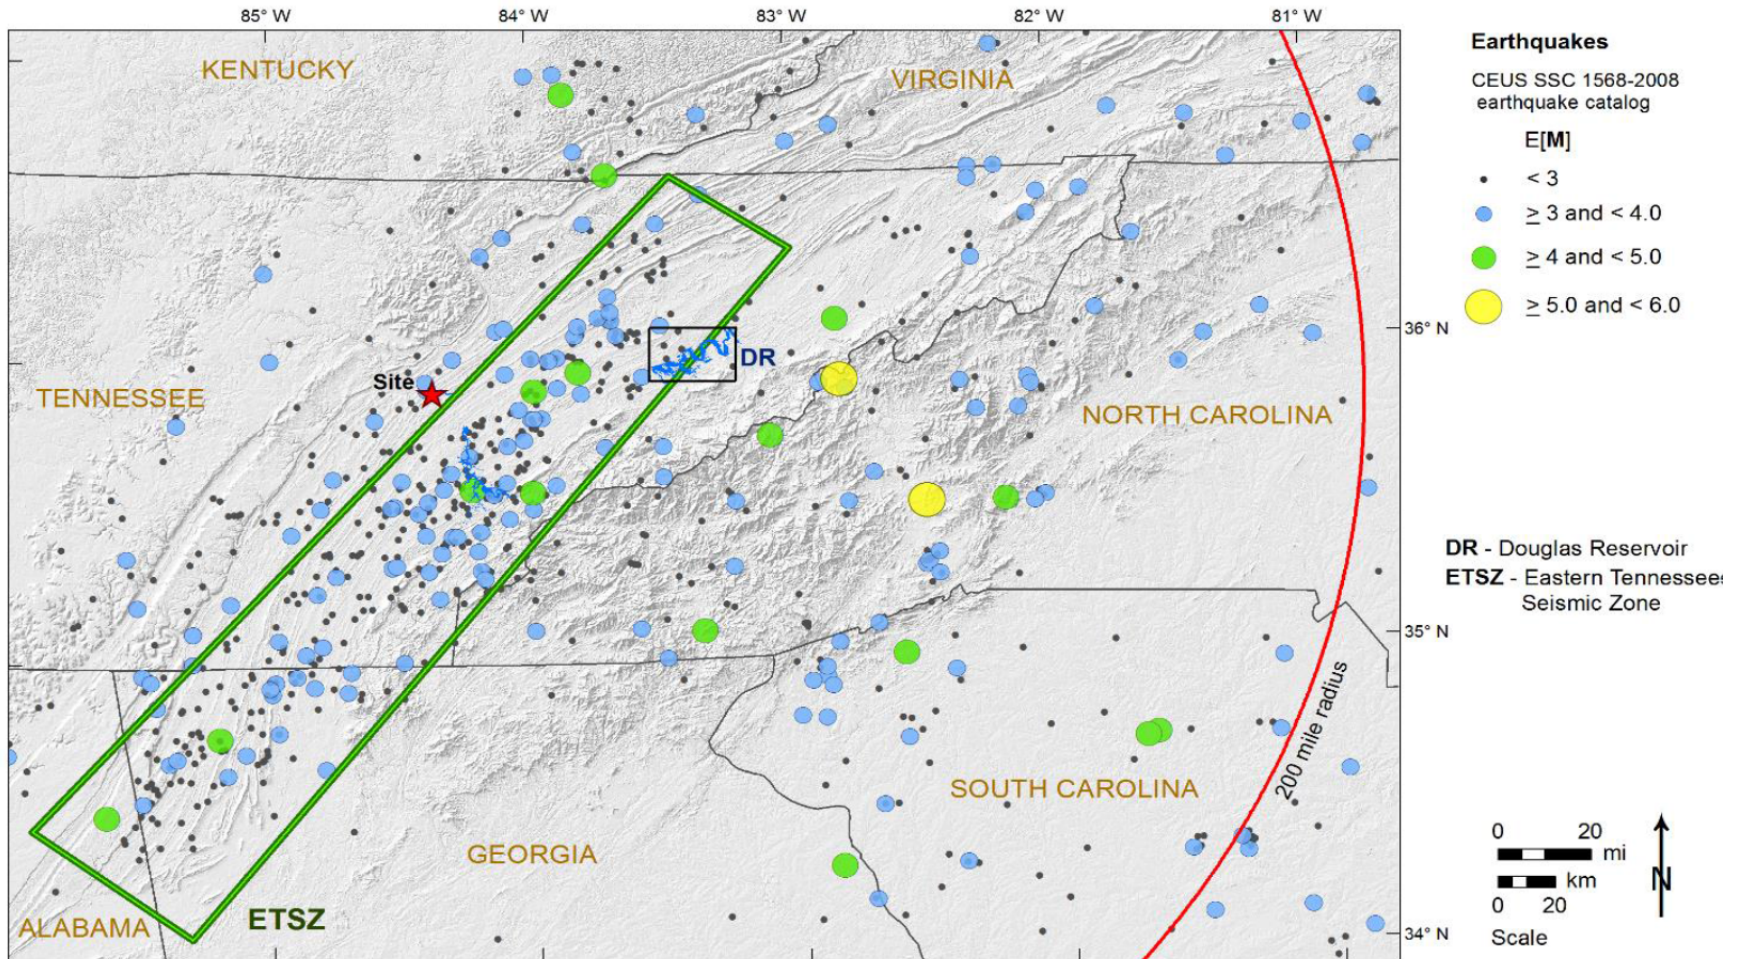 85° W
84° W
83° W
82° W
81° W
KENTUCKY
VIRGINIA
TENNESSEE
Site
DR
NORTH CAROLINA
36° N
35° N
34° N
200 mile radius
SOUTH CAROLINA
GEORGIA
ETSZ
ALABAMA
Earthquakes
CEUS SSC 1568-2008
earthquake catalog
E[M]
< 3
≥ 3 and < 4.0
≥ 4 and < 5.0
≥ 5.0 and < 6.0
DR - Douglas Reservoir
ETSZ - Eastern Tennessee
Seismic Zone
0 20
mi
km
0 20
Scale
N